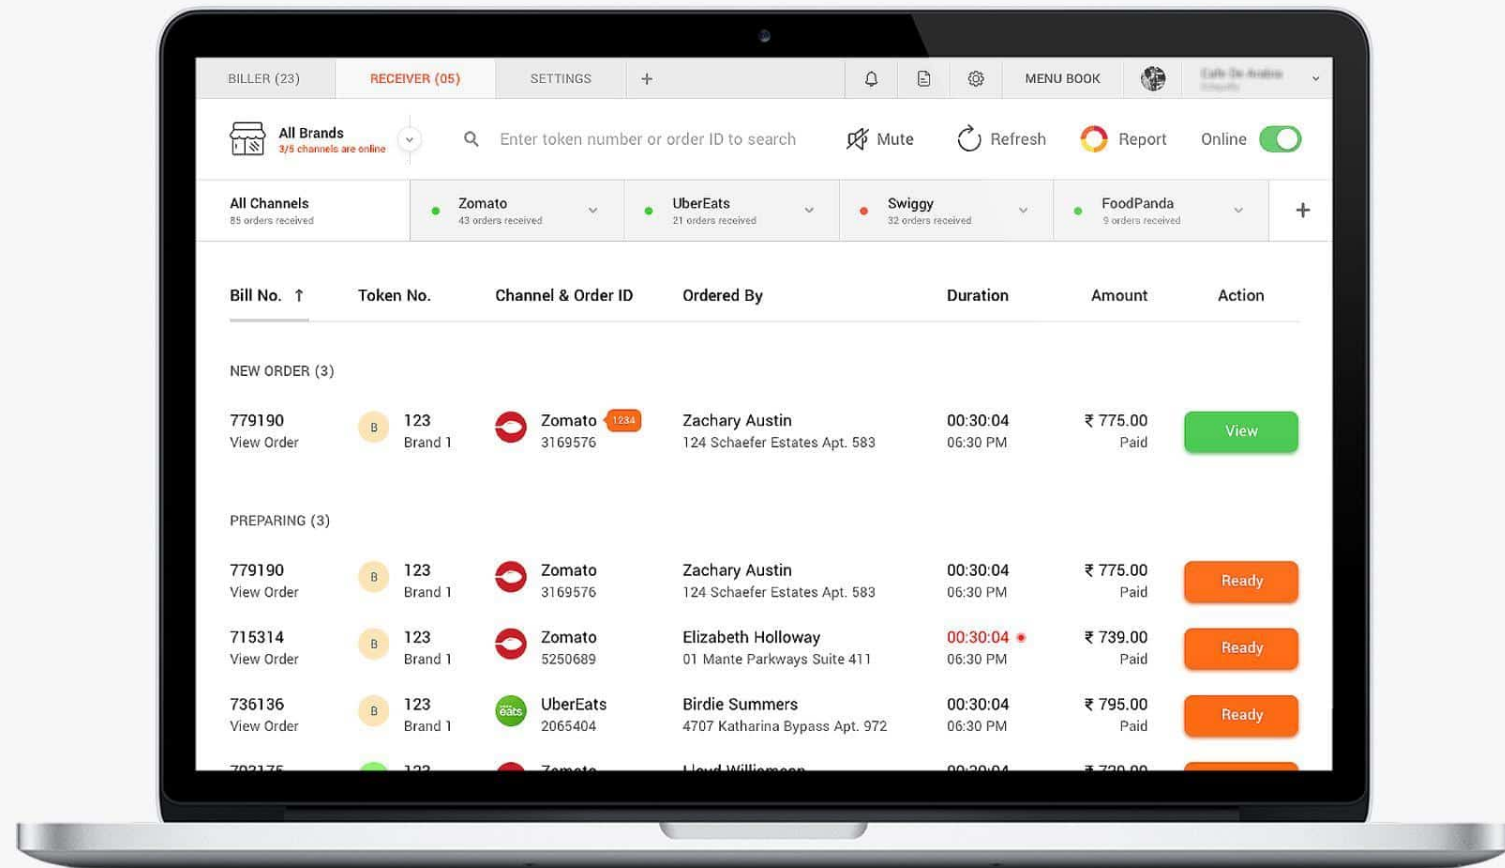 BILLER (23) RECEIVER (05) SETTINGS + MENU BOOK
All Brands
3/5 channels are online
Enter token number or order ID to search
Mute Refresh Report Online
All Channels Zomato UberEats Swiggy FoodPanda
85 orders received 43 orders received 21 orders received 32 orders received 9 orders received
+
Bill No. ↑ Token No. Channel & Order ID Ordered By Duration Amount Action
NEW ORDER (3)
779190 123 Zomato 1234 Zachary Austin 00:30:04 ₹ 775.00
B View
View Order Brand 1 3169576 124 Schaefer Estates Apt. 583 06:30 PM Paid
PREPARING (3)
779190 123 Zomato Zachary Austin 00:30:04 ₹ 775.00
B Ready
View Order Brand 1 3169576 124 Schaefer Estates Apt. 583 06:30 PM Paid
715314 123 Zomato Elizabeth Holloway 00:30:04 ₹ 739.00
B Ready
View Order Brand 1 5250689 01 Mante Parkways Suite 411 06:30 PM Paid
736136 123 UberEats Birdie Summers 00:30:04 ₹ 795.00
B eats Ready
View Order Brand 1 2065404 4707 Katharina Bypass Apt. 972 06:30 PM Paid
123 Zomato